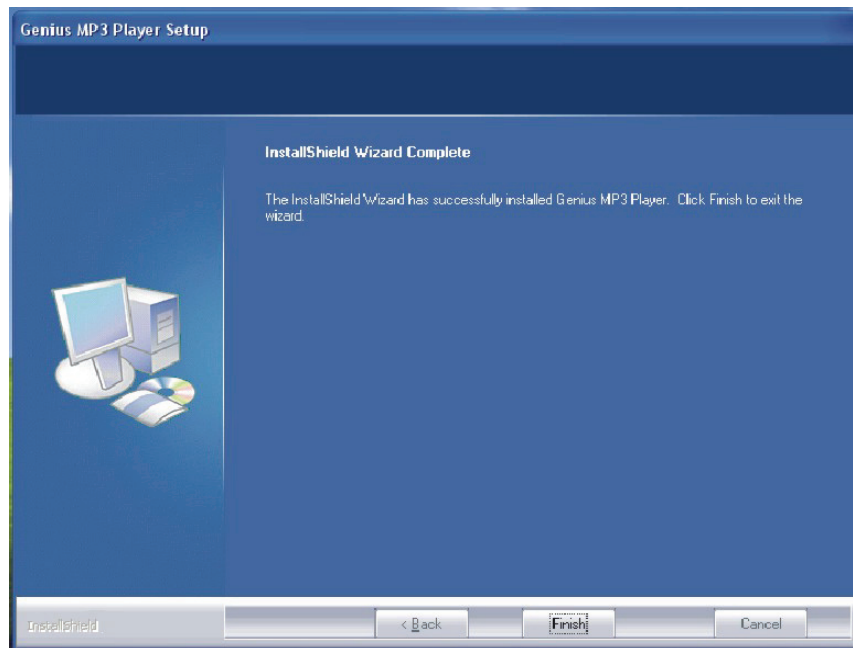 Genius MP3 Player Setup
InstallShield Wizard Complete
The InstallShield Wizard has successfully installed Genius MP3 Player. Click Finish to exit the
wizard.
InstallShield
< Back
Finish
Cancel